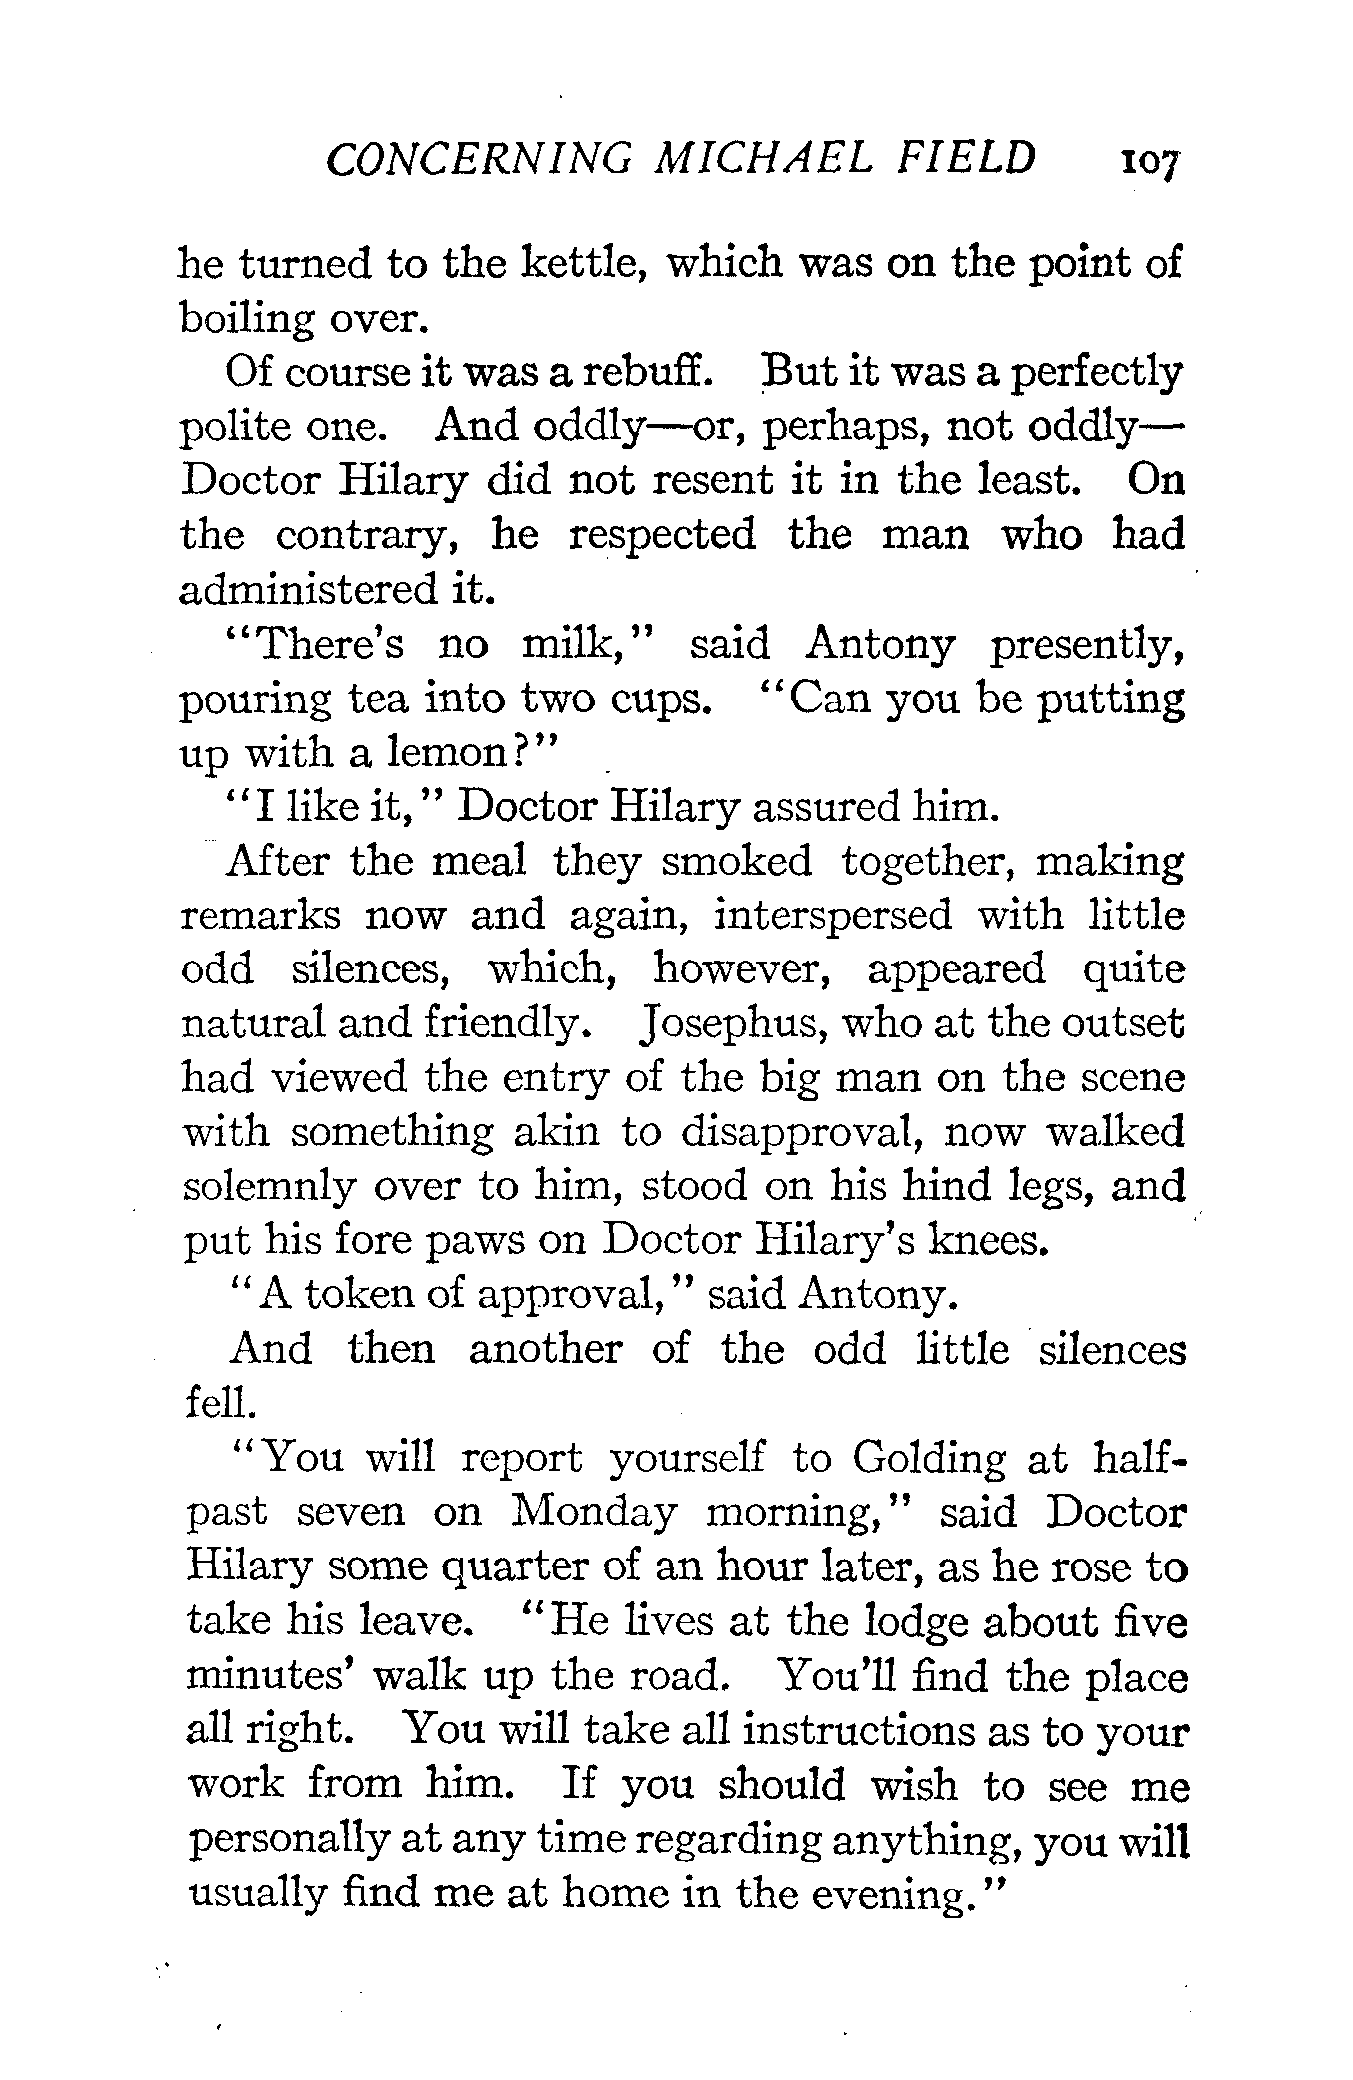 CONCERNING MICHAEL FIELD 107
he turned to the kettle, which was on the point of
boiling over.
Of course it was a rebuff. But it was a perfectly
polite one. And oddly—or, perhaps, not oddly—
Doctor Hilary did not resent it in the least. On
the contrary, he respected the man who had
administered it.
"There's no milk," said Antony presently,
pouring tea into two cups. "Can you be putting
up with a lemon?"
"I like it," Doctor Hilary assured him.
After the meal they smoked together, making
remarks now and again, interspersed with little
odd silences, which, however, appeared quite
natural and friendly. Josephus, who at the outset
had viewed the entry of the big man on the scene
with something akin to disapproval, now walked
solemnly over to him, stood on his hind legs, and
put his fore paws on Doctor Hilary's knees.
"A token of approval," said Antony.
And then another of the odd little silences
fell.
"You will report yourself to Golding at half-
past seven on Monday morning," said Doctor
Hilary some quarter of an hour later, as he rose to
take his leave. "He lives at the lodge about five
minutes' walk up the road. You'll find the place
all right. You will take all instructions as to your
work from him. If you should wish to see me
personally at any time regarding anything, you will
usually find me at home in the evening."